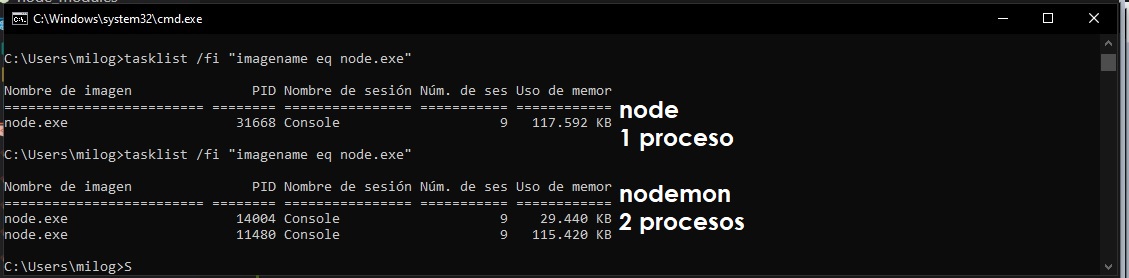 node_modules
C:\Windows\system32\cmd.exe
C:\Users\milog>tasklist /fi "imagename eq node.exe"
Nombre de imagen PID Nombre de sesión Núm. de ses Uso de memor
========================= ======== ================ =========== ============
node.exe 31668 Console 9 117.592 KB
node
1 proceso
C:\Users\milog>tasklist /fi "imagename eq node.exe"
Nombre de imagen PID Nombre de sesión Núm. de ses Uso de memor
========================= ======== ================ =========== ============
node.exe 14004 Console 9 29.440 KB
node.exe 11480 Console 9 115.420 KB
nodemon
2 procesos
C:\Users\milog>S